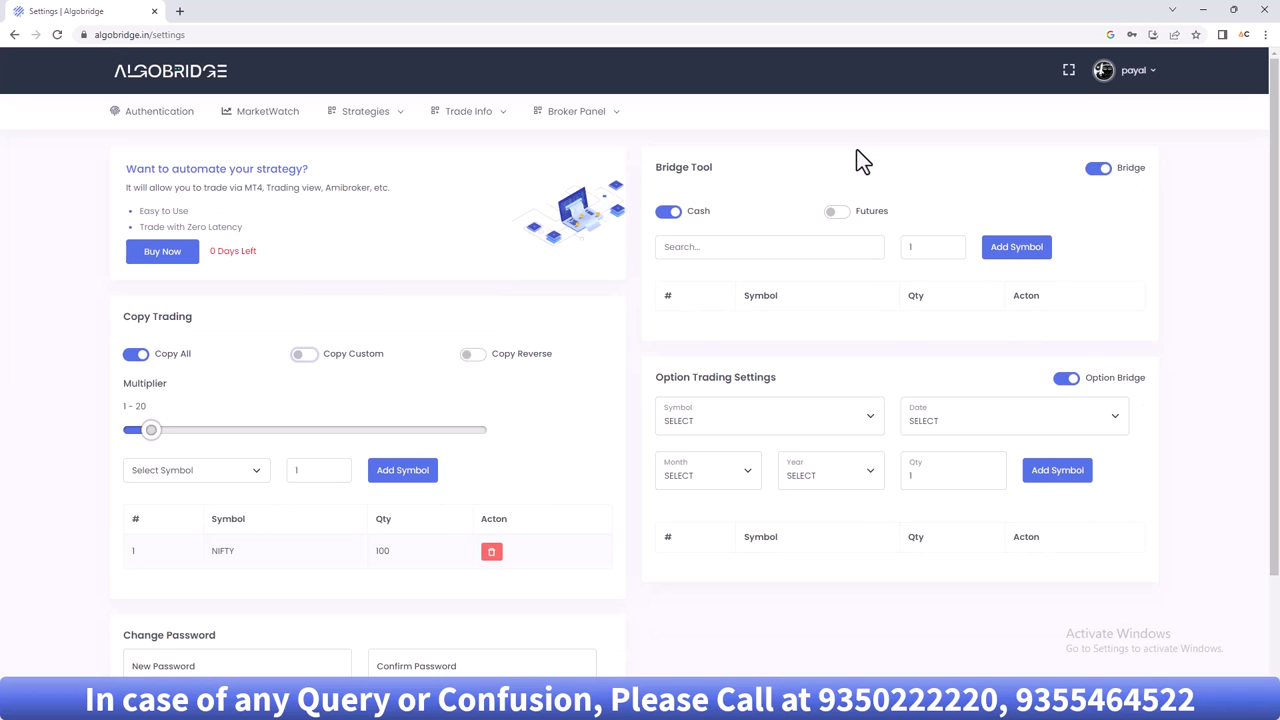 Settings | Algobridge
algobridge.in/settings
ALGOBRIDGE
payal
Authentication
MarketWatch
Strategies
Trade Info
Broker Panel
Want to automate your strategy?
It will allow you to trade via MT4, Trading view, Amibroker, etc.
Easy to Use
Trade with Zero Latency
Buy Now
0 Days Left
Copy Trading
Copy All
Copy Custom
Copy Reverse
Multiplier
1 - 20
Select Symbol
1
Add Symbol
# Symbol Qty Acton
1 NIFTY 100
Change Password
New Password
Confirm Password
Bridge Tool
Bridge
Cash
Futures
Search...
1
Add Symbol
# Symbol Qty Acton
Option Trading Settings
Option Bridge
Symbol
SELECT
Date
SELECT
Month
SELECT
Year
SELECT
Qty
1
Add Symbol
# Symbol Qty Acton
Activate Windows
Go to Settings to activate Windows.
In case of any Query or Confusion, Please Call at 9350222220, 9355464522